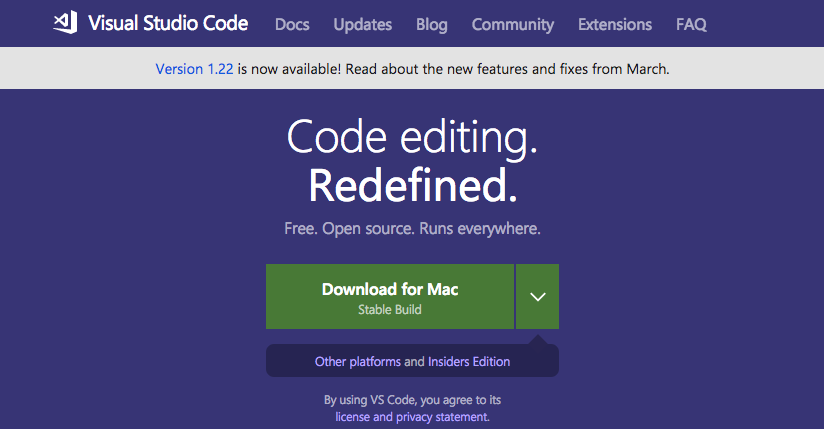 Visual Studio Code Docs Updates Blog Community Extensions FAQ
Version 1.22 is now available! Read about the new features and fixes from March.
Code editing.
Redefined.
Free. Open source. Runs everywhere.
Download for Mac
Stable Build
Other platforms and Insiders Edition
By using VS Code, you agree to its
license and privacy statement.